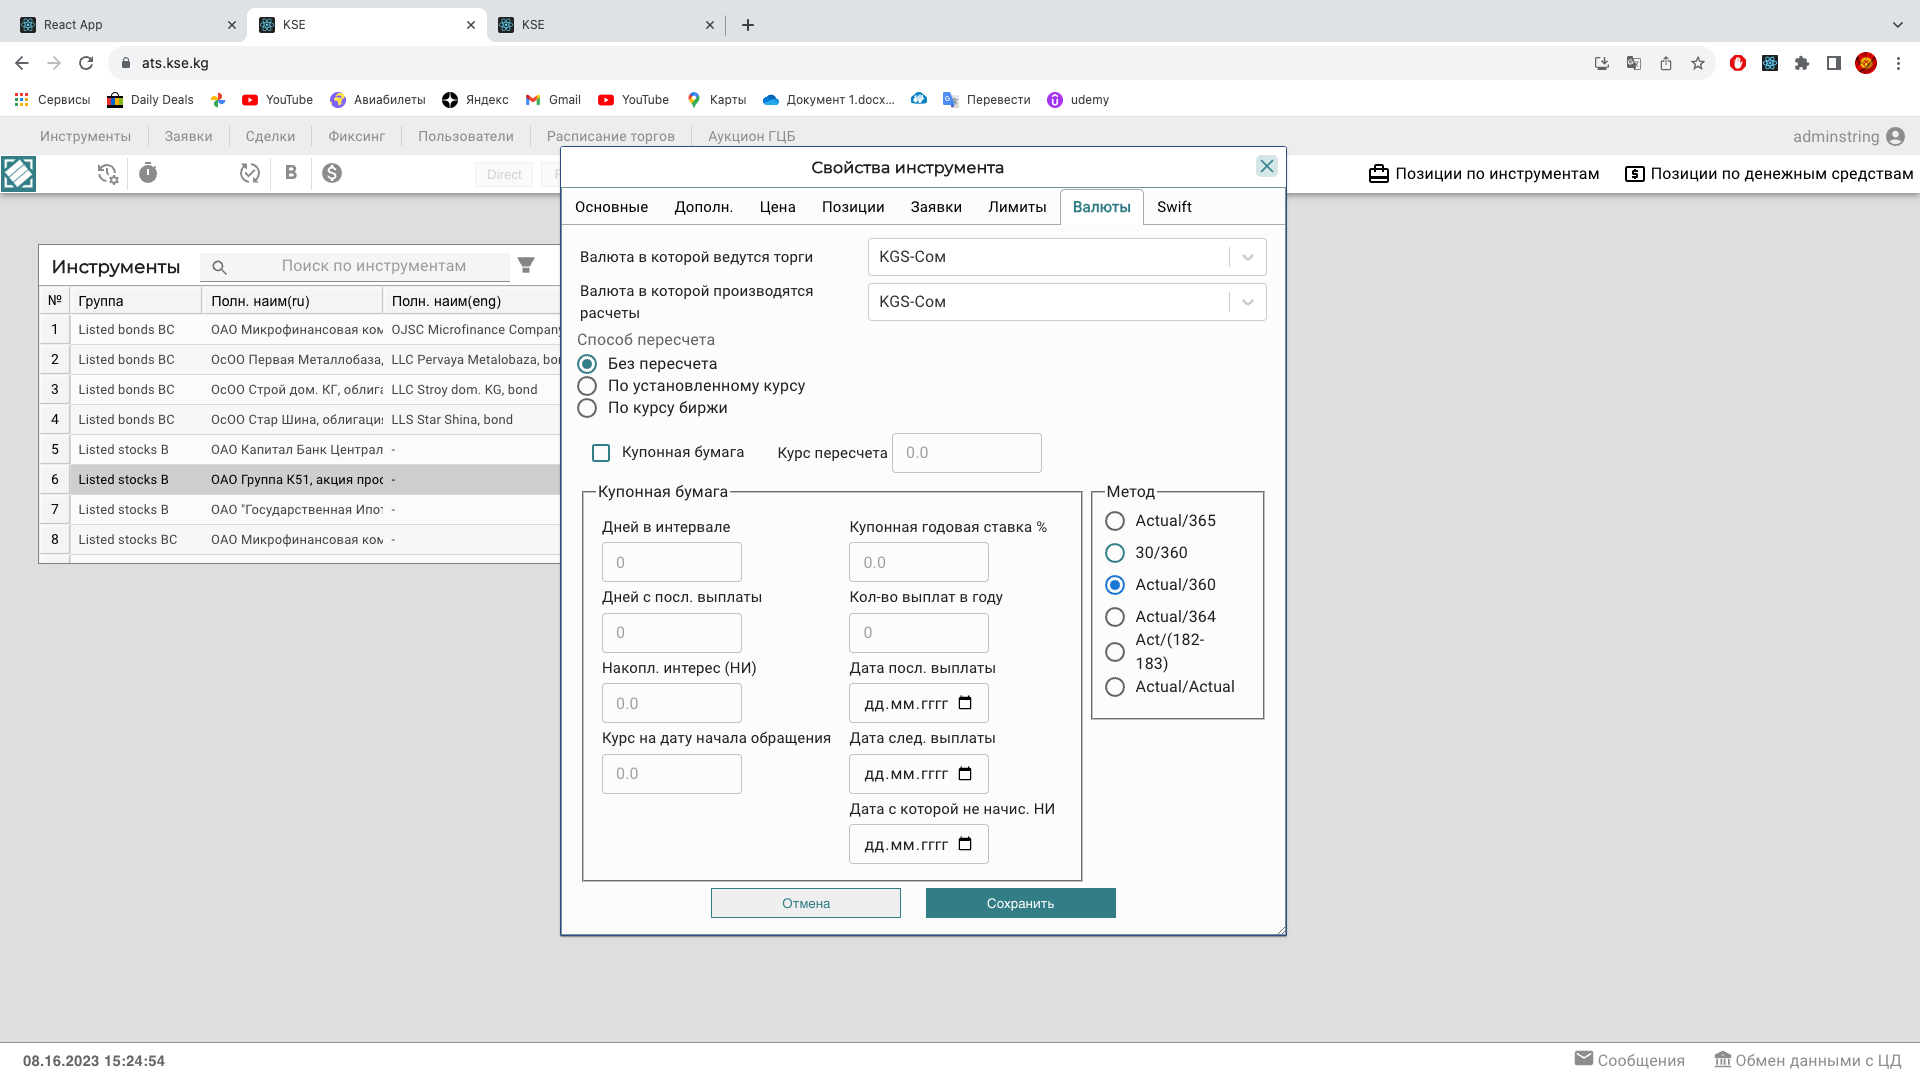 React App
KSE
KSE
ats.kse.kg
Сервисы
Daily Deals
YouTube
Авиабилеты
Яндекс
Gmail
YouTube
Карты
Документ 1.docx...
Перевести
udemy
Инструменты
Заявки
Сделки
Фиксинг
Пользователи
Расписание торгов
Аукцион ГЦБ
adminstring
B
Direct
Позиции по инструментам
Позиции по денежным средствам
Инструменты
Поиск по инструментам
№ Группа Полн. наим(ru) Полн. наим(eng)
1 Listed bonds BC ОАО Микрофинансовая ком OJSC Microfinance Company
2 Listed bonds BC ОсОО Первая Металлобаза, LLC Pervaya Metalobaza, bo
3 Listed bonds BC ОсОО Строй дом. КГ, облига LLC Stroy dom. KG, bond
4 Listed bonds BC ОсОО Стар Шина, облигация LLS Star Shina, bond
5 Listed stocks B ОАО Капитал Банк Централ -
6 Listed stocks B ОАО Группа К51, акция прос -
7 Listed stocks B ОАО "Государственная Ипот -
8 Listed stocks BC ОАО Микрофинансовая ком -
Свойства инструмента
Основные
Дополн.
Цена
Позиции
Заявки
Лимиты
Валюты
Swift
Валюта в которой ведутся торги
KGS-Сом
Валюта в которой производятся
расчеты
KGS-Сом
Способ пересчета
Без пересчета
По установленному курсу
По курсу биржи
Купонная бумага
Курс пересчета
0.0
Купонная бумага
Дней в интервале
0
Дней с посл. выплаты
0
Накопл. интерес (НИ)
0.0
Курс на дату начала обращения
0.0
Купонная годовая ставка %
0.0
Кол-во выплат в году
0
Дата посл. выплаты
дд.мм.гггг
Дата след. выплаты
дд.мм.гггг
Дата с которой не начис. НИ
дд.мм.гггг
Метод
Actual/365
30/360
Actual/360
Actual/364
Act/(182-
183)
Actual/Actual
Отмена
Сохранить
08.16.2023 15:24:54
Сообщения
Обмен данными с ЦД